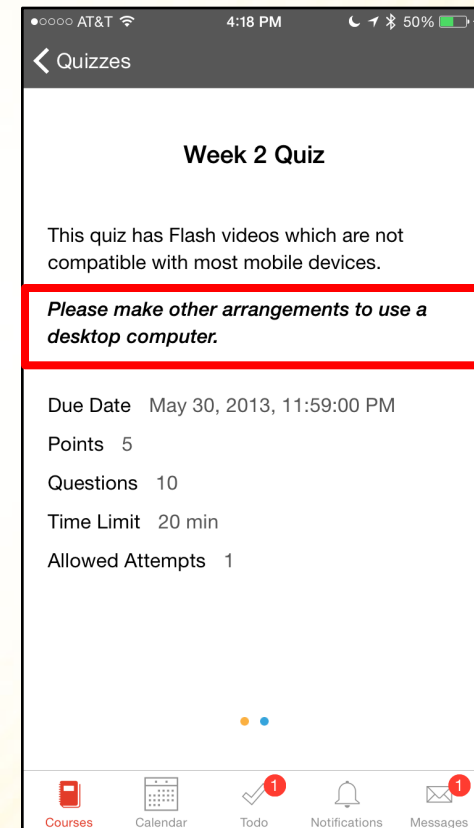 AT&T 4:18 PM 50%
Quizzes
Week 2 Quiz
This quiz has Flash videos which are not
compatible with most mobile devices.
Please make other arrangements to use a
desktop computer.
Due Date May 30, 2013, 11:59:00 PM
Points 5
Questions 10
Time Limit 20 min
Allowed Attempts 1
1 1
Courses Calendar Todo Notifications Messages